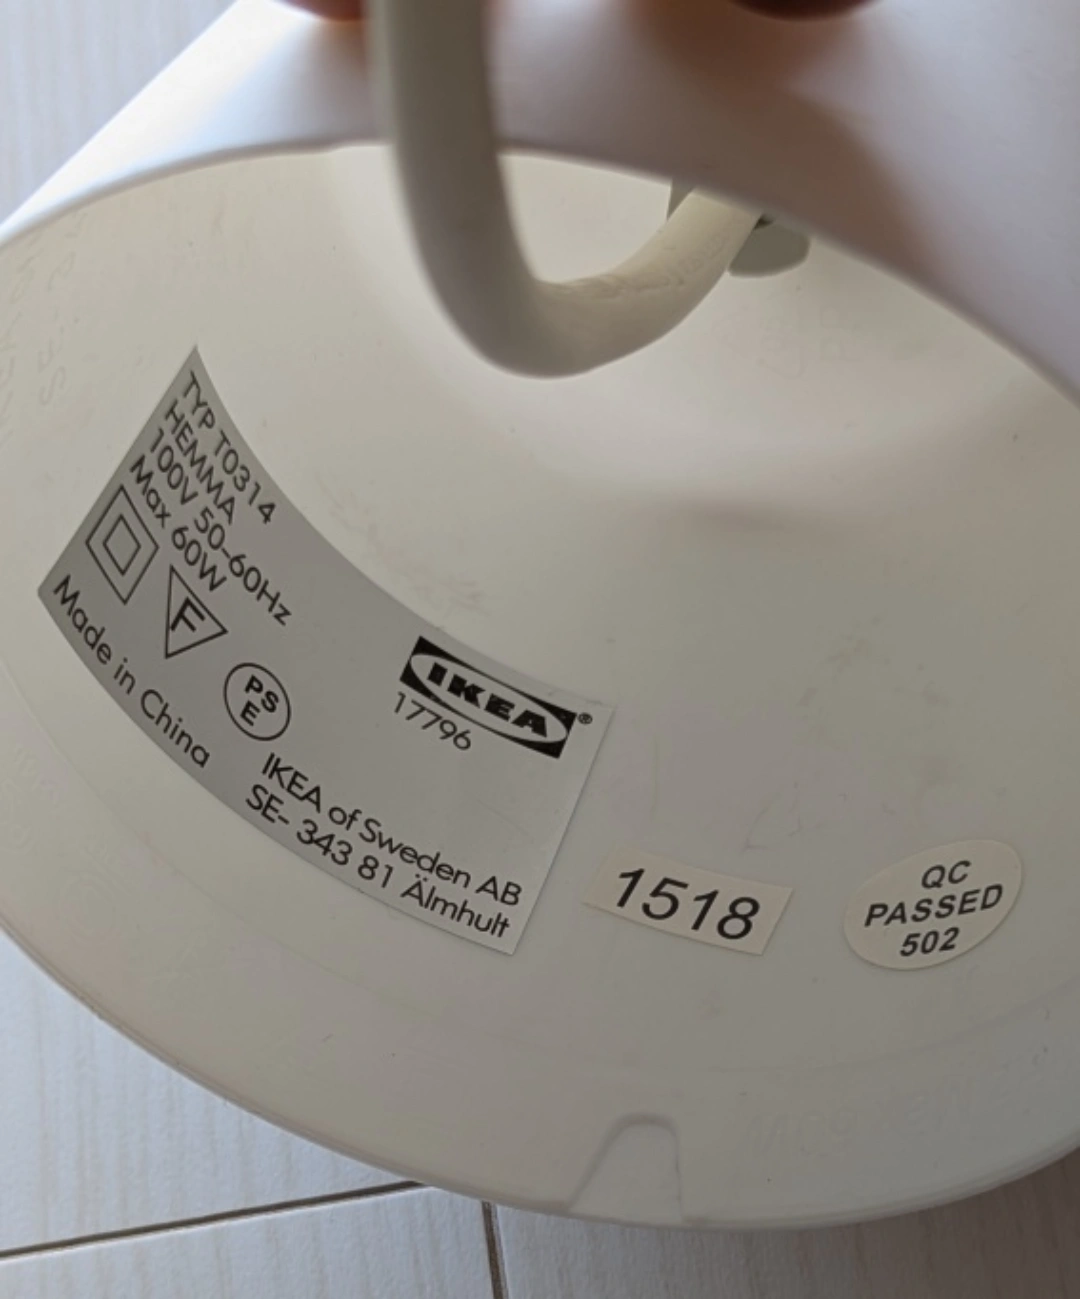 TYP T0314
HEMMA
100V 50-60Hz
Max 60W
F
PS
E
Made in China
IKEA®
17796
IKEA of Sweden AB
SE- 343 81 Älmhult
1518
QC
PASSED
502